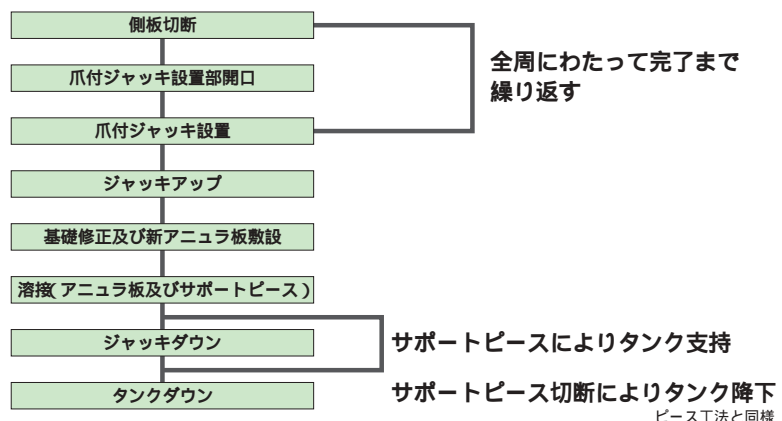 側板切断
全周にわたって完了まで
繰り返す
爪付ジャッキ設置部開口
爪付ジャッキ設置
ジャッキアップ
基礎修正及び新アニュラ板敷設
溶接(アニュラ板及びサポートピース)
ジャッキダウン
サポートピースによりタンク支持
タンクダウン
サポートピース切断によりタンク降下
ピース工法と同様